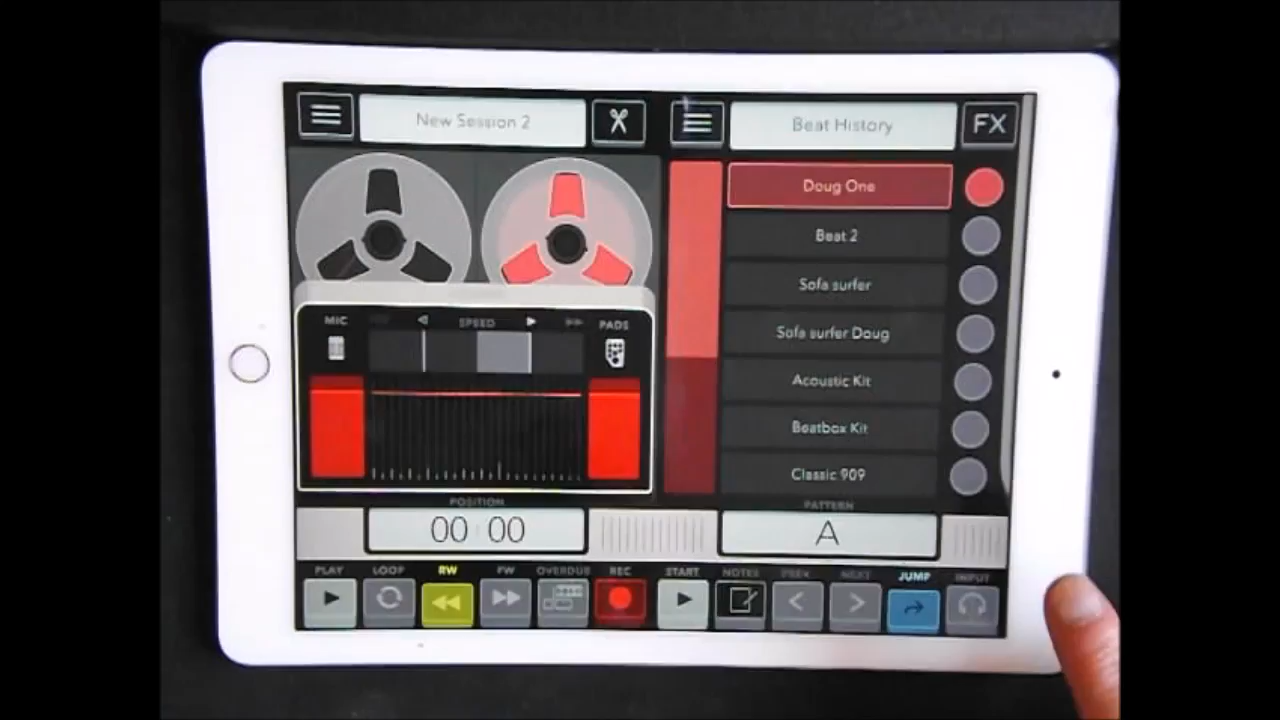 New Session 2
Beat History
FX
Doug One
Beat 2
Sofa surfer
Sofa surfer Doug
Acoustic Kit
Beatbox Kit
Classic 909
MIC
SPEED
PADS
POSITION
00 00
PATTERN
A
PLAY LOOP RW FW OVERDUB REC START NOTES PREV NEXT JUMP INPUT